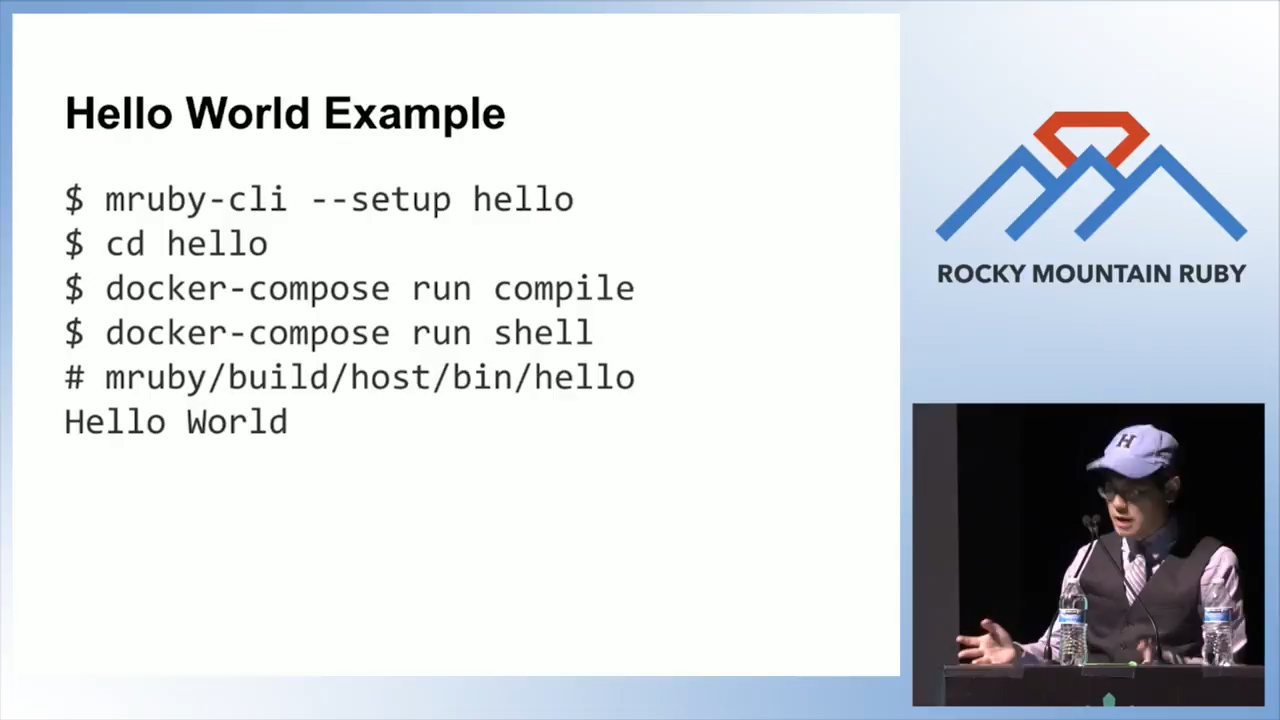 Hello World Example
$ mruby-cli --setup hello
$ cd hello
$ docker-compose run compile
$ docker-compose run shell
# mruby/build/host/bin/hello
Hello World
ROCKY MOUNTAIN RUBY
H